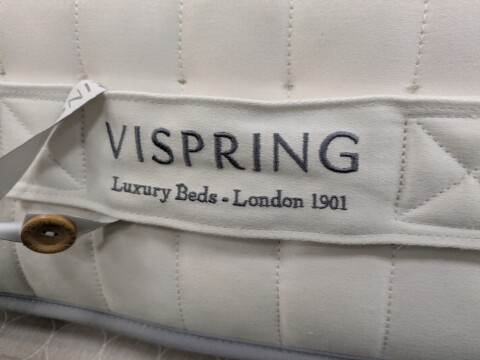 VISPRING
Luxury Beds - London 1901